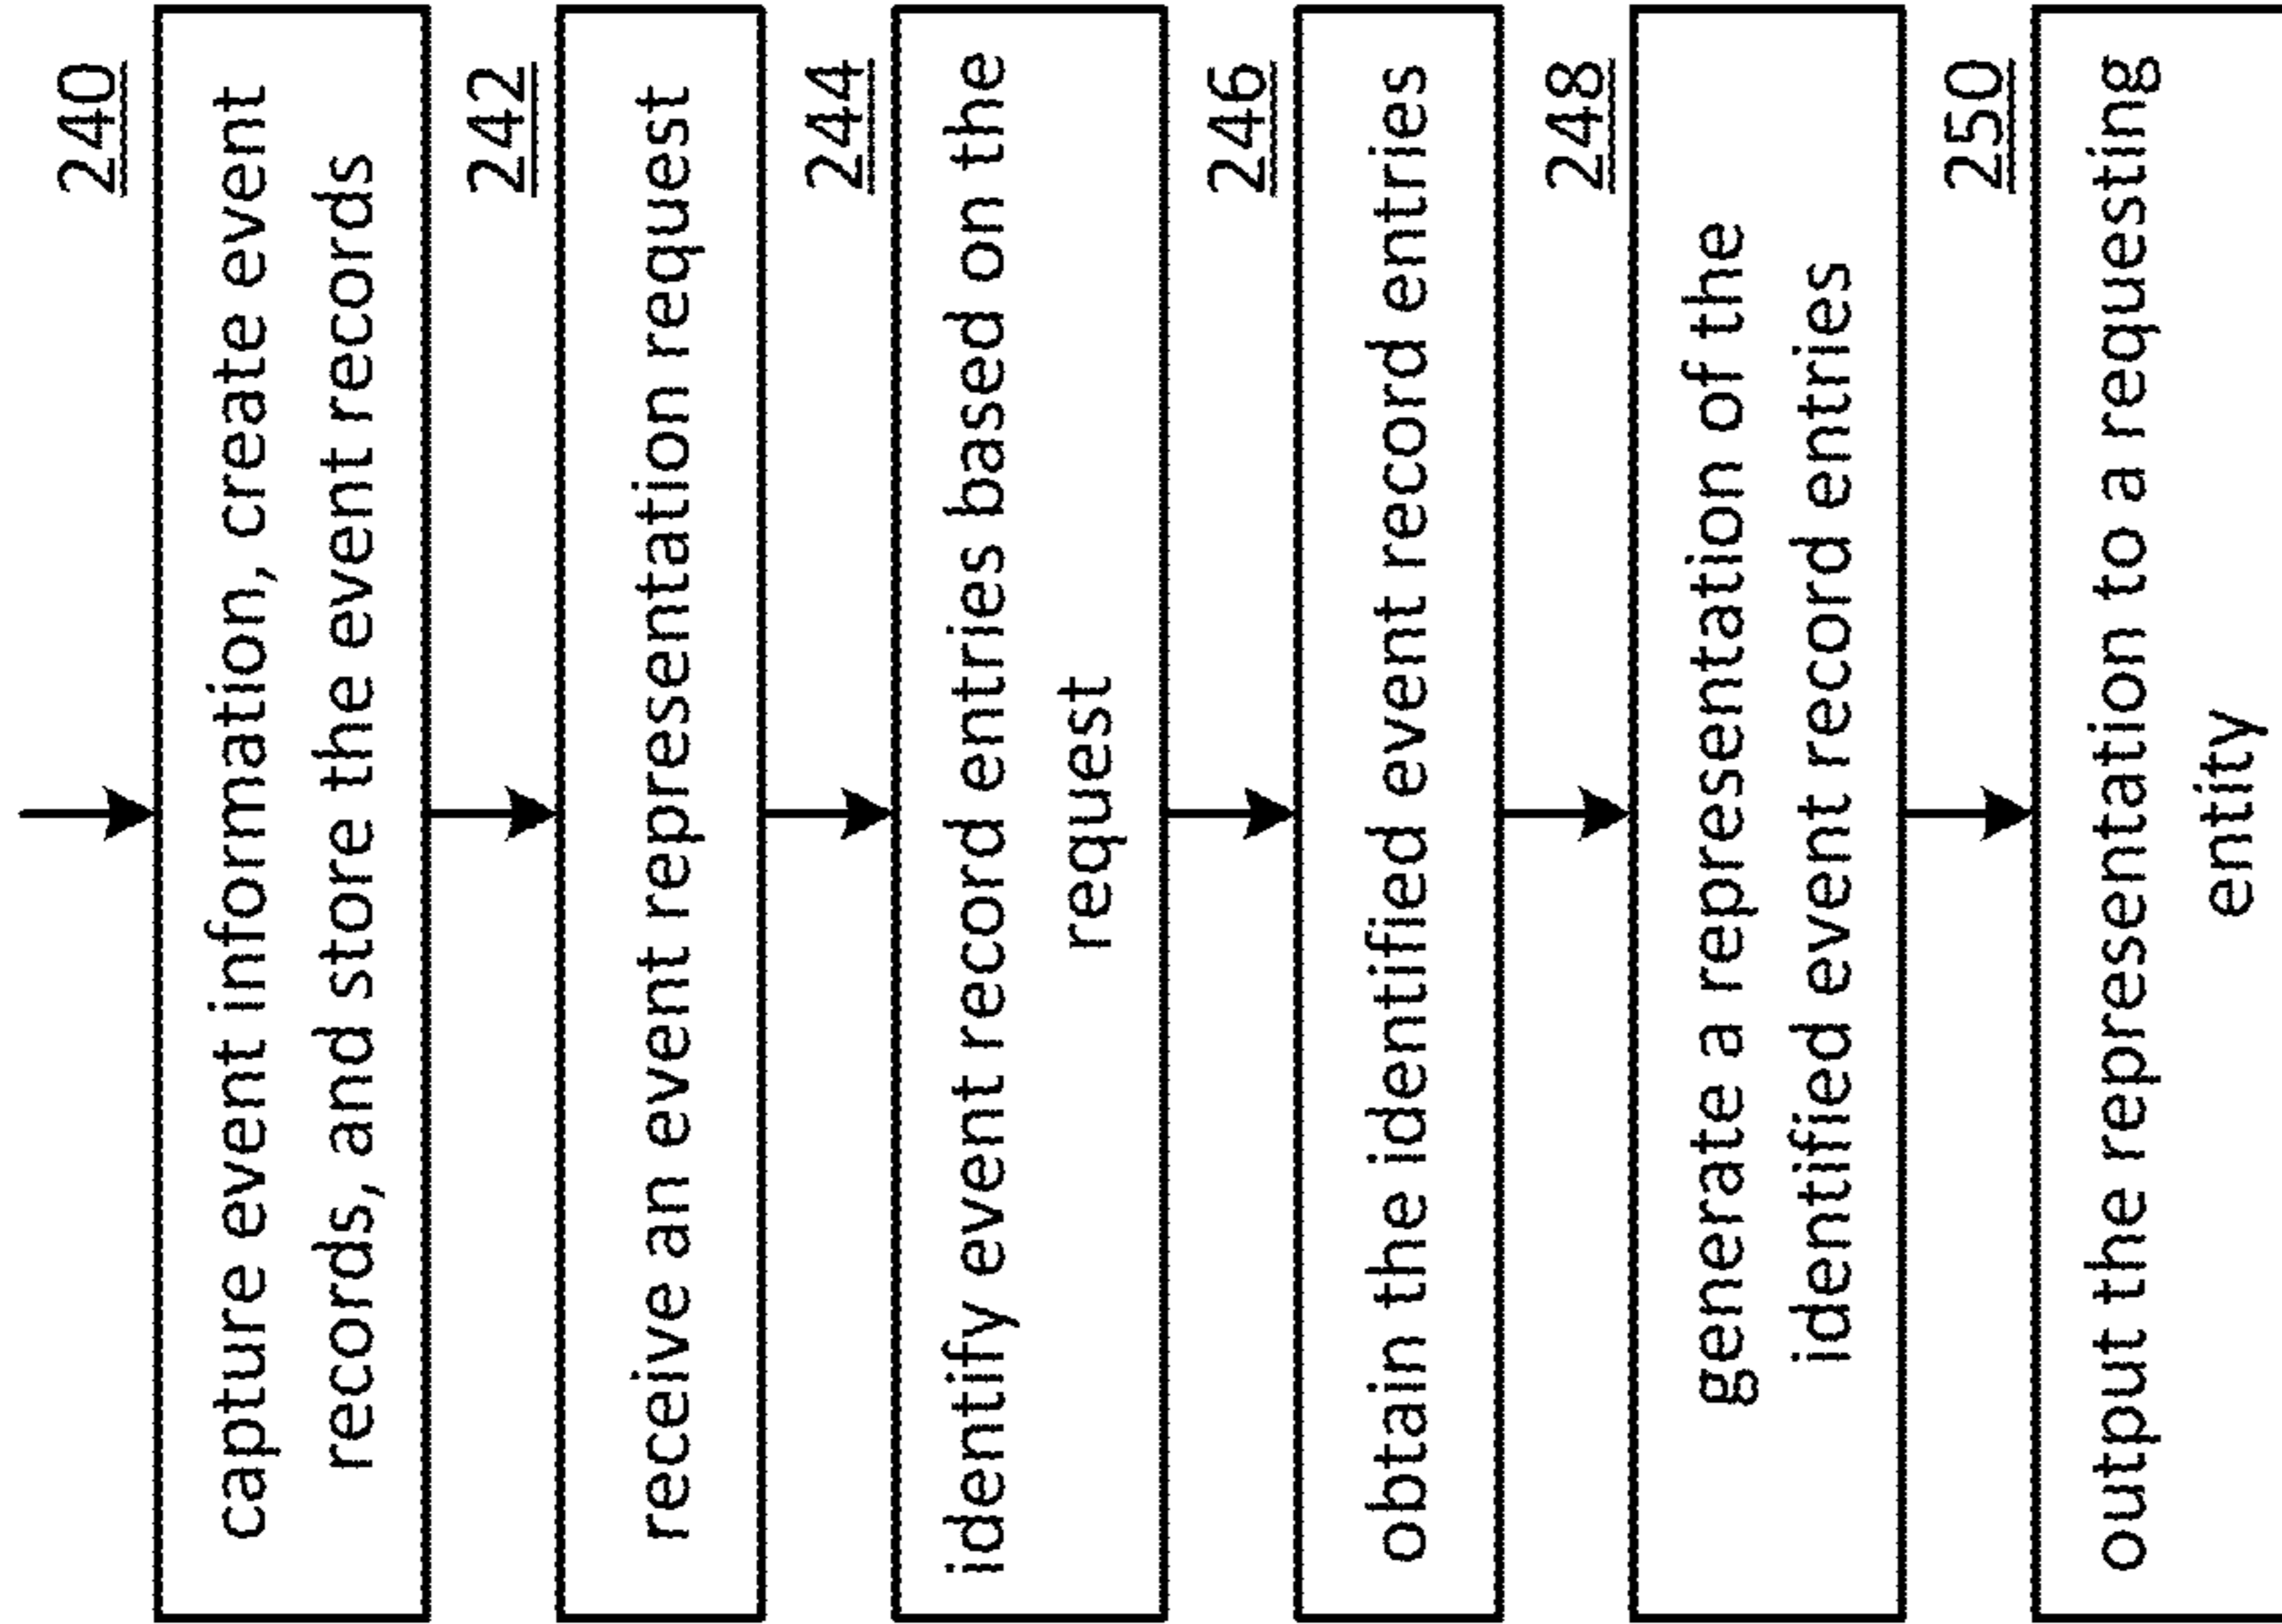 240
capture event information, create event
records, and store the event records
242
receive an event representation request
244
identify event record entries based on the
request
246
obtain the identified event record entries
248
generate a representation of the
identified event record entries
250
output the representation to a requesting
entity